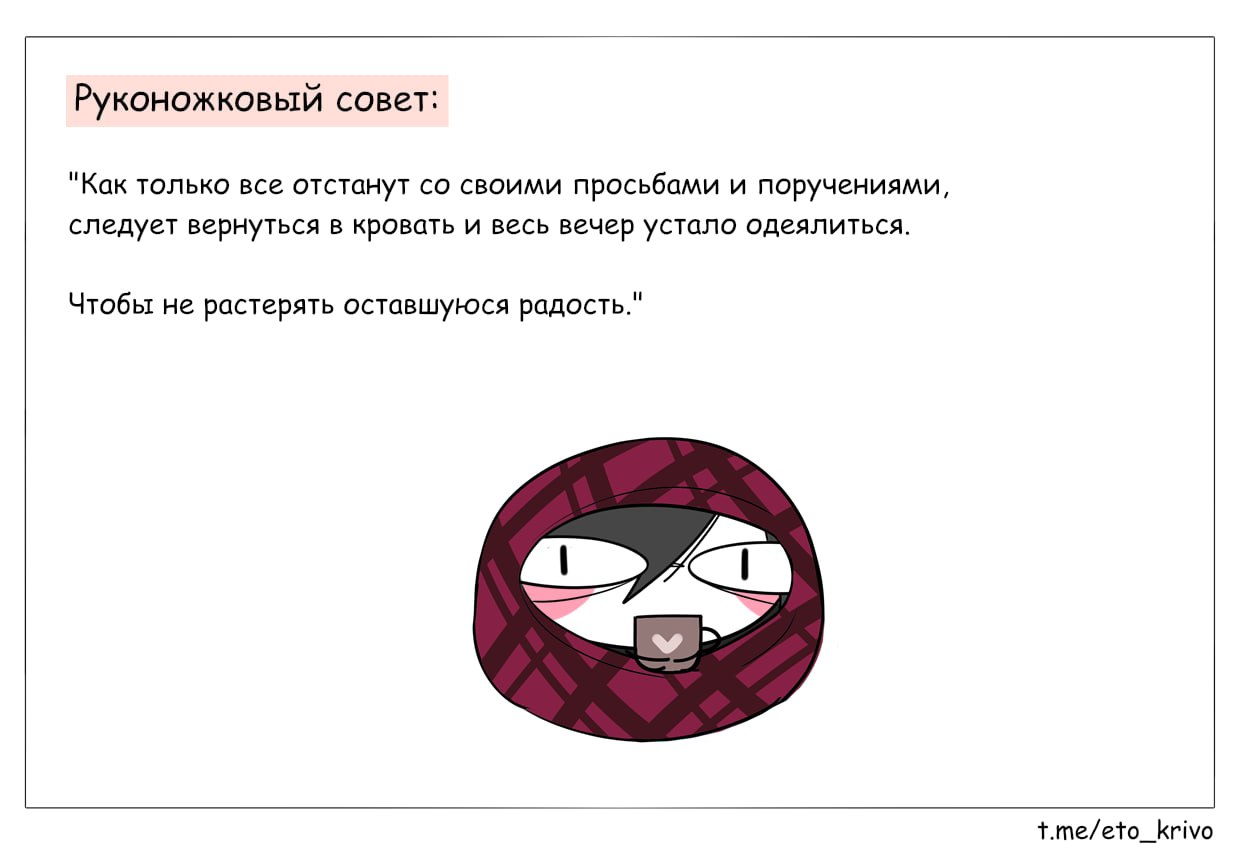 Руконожковый совет:
"Как только все отстанут со своими просьбами и поручениями,
следует вернуться в кровать и весь вечер устало одеялиться.
Чтобы не растерять оставшуюся радость."
t.me/eto_krivo